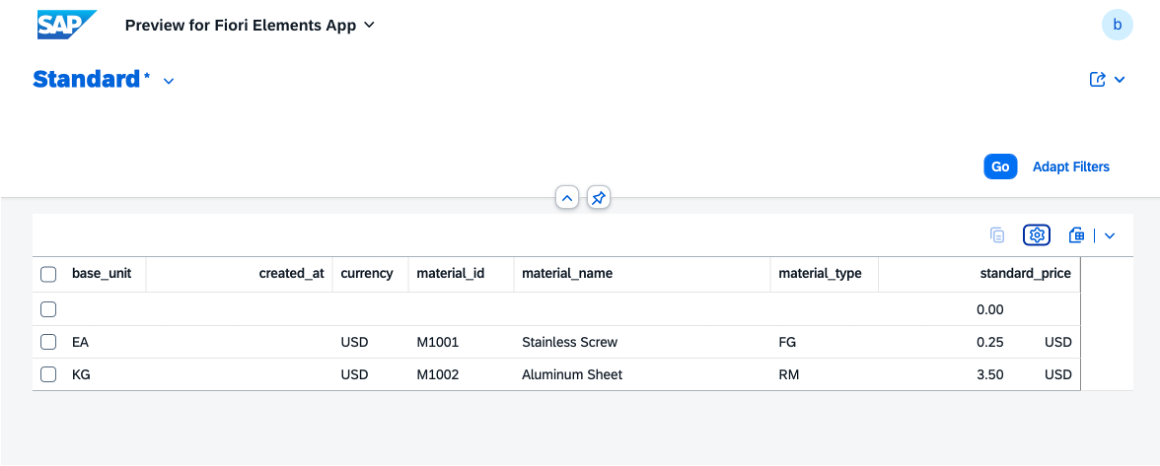 SAP Preview for Fiori Elements App b
Standard *
Go Adapt Filters
base_unit created_at currency material_id material_name material_type standard_price
0.00
EA USD M1001 Stainless Screw FG 0.25 USD
KG USD M1002 Aluminum Sheet RM 3.50 USD